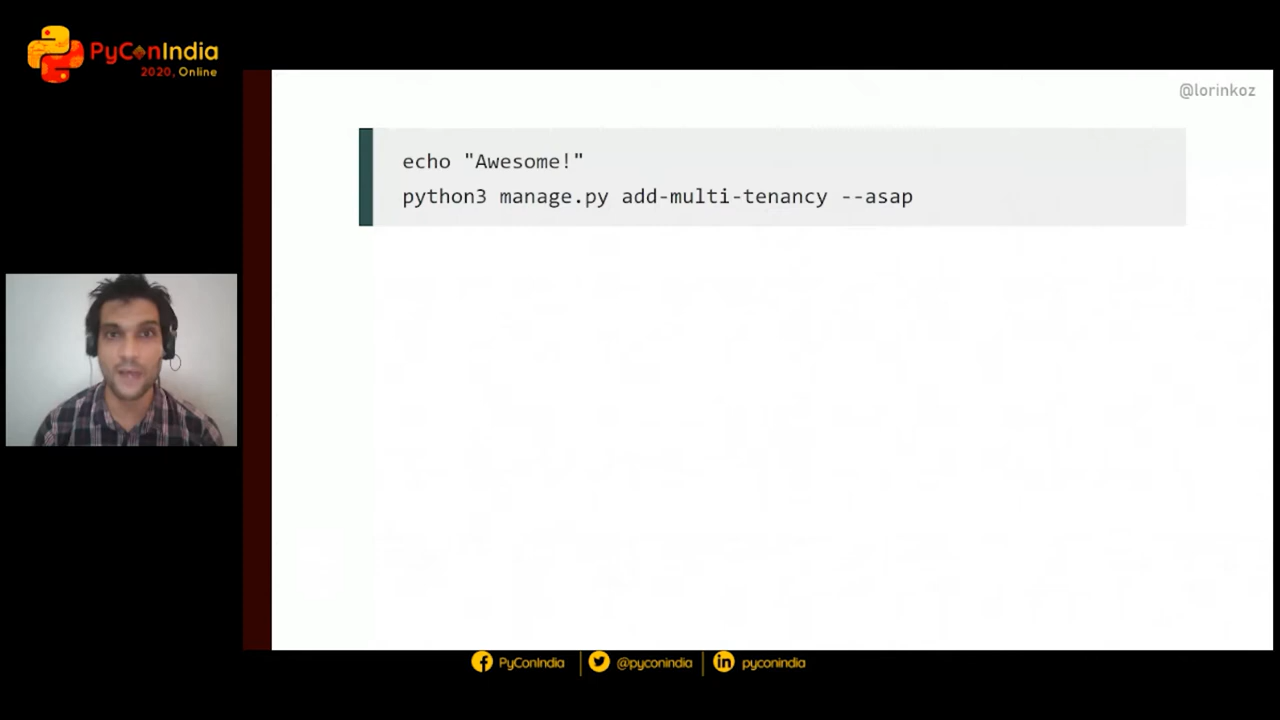 PyConIndia
2020, Online
@lorinkoz
echo "Awesome!"
python3 manage.py add-multi-tenancy --asap
PyConIndia
@pyconindia
pyconindia